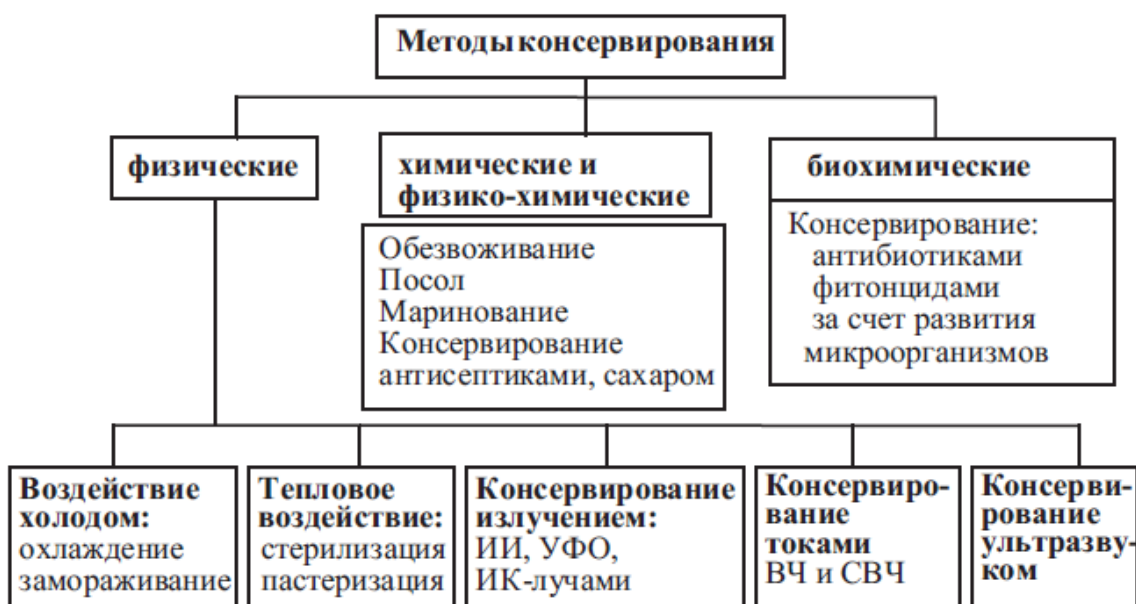 Методы консервирования
физические
химические и
физико-химические
биохимические
Обезвоживание
Посол
Маринование
Консервирование
антисептиками, сахаром
Консервирование:
антибиотиками
фитонцидами
за счет развития
микроорганизмов
Воздействие
холодом:
охлаждение
замораживание
Тепловое
воздействие:
стерилизация
пастеризация
Консервирование
излучением:
ИИ, УФО,
ИК-лучами
Консервиро-
вание
токами
ВЧ и СВЧ
Консерви-
рование
ультразву-
ком